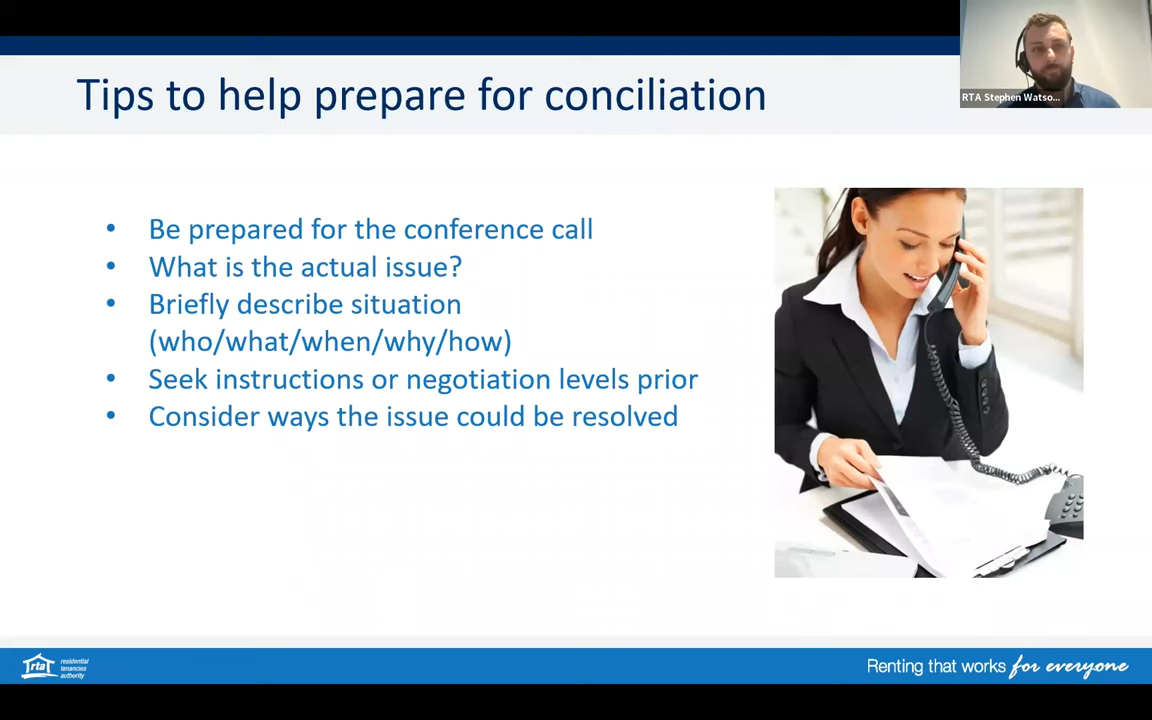 Tips to help prepare for conciliation
RTA Stephen Watso...
• Be prepared for the conference call
• What is the actual issue?
• Briefly describe situation
(who/what/when/why/how)
• Seek instructions or negotiation levels prior
• Consider ways the issue could be resolved
rta
residential
tenancies
authority
Renting that works for everyone